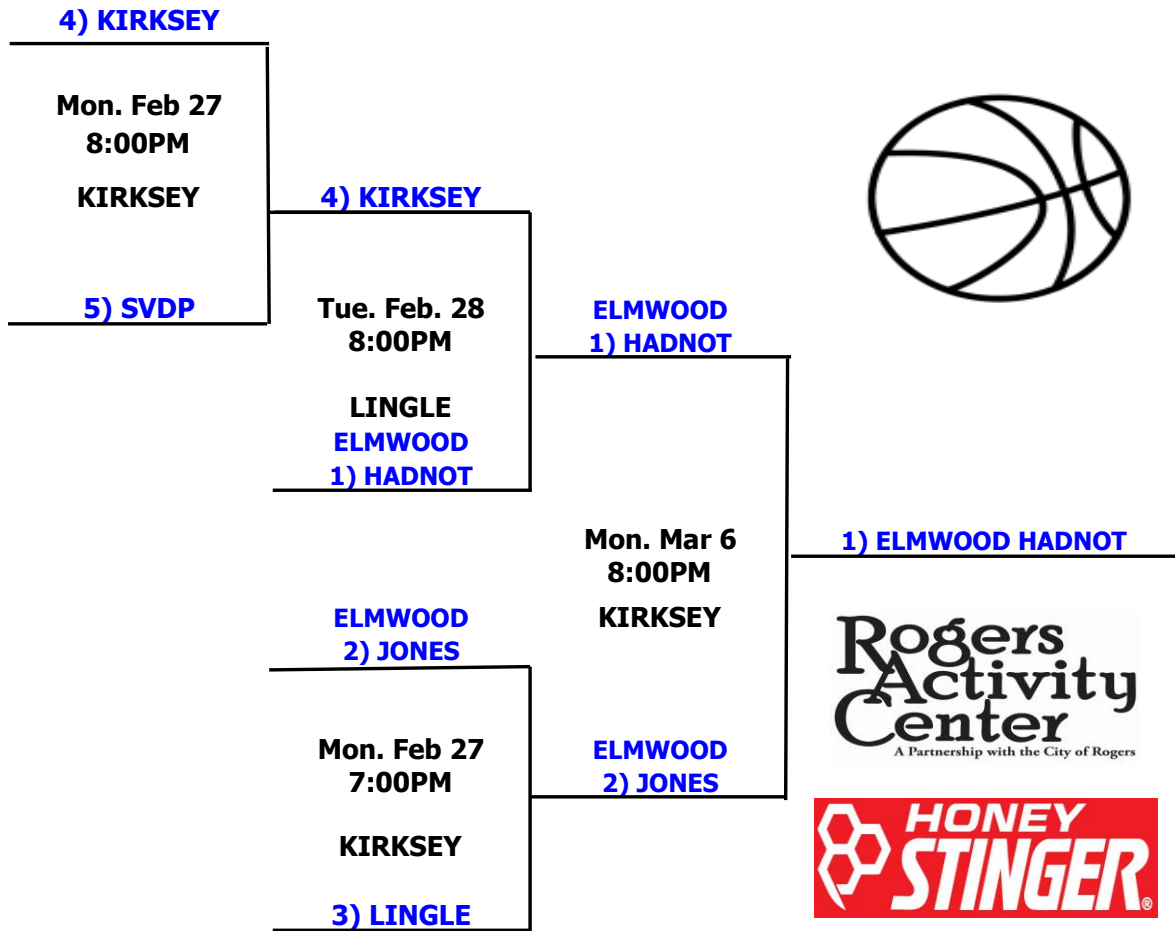 4) KIRKSEY
Mon. Feb 27
8:00PM
KIRKSEY
5) SVDP
4) KIRKSEY
Tue. Feb. 28
8:00PM
LINGLE
ELMWOOD
1) HADNOT
ELMWOOD
1) HADNOT
Mon. Mar 6
8:00PM
KIRKSEY
1) ELMWOOD HADNOT
ELMWOOD
2) JONES
Mon. Feb 27
7:00PM
KIRKSEY
3) LINGLE
ELMWOOD
2) JONES
Rogers
Activity
Center
A Partnership with the City of Rogers
HONEY
STINGER®